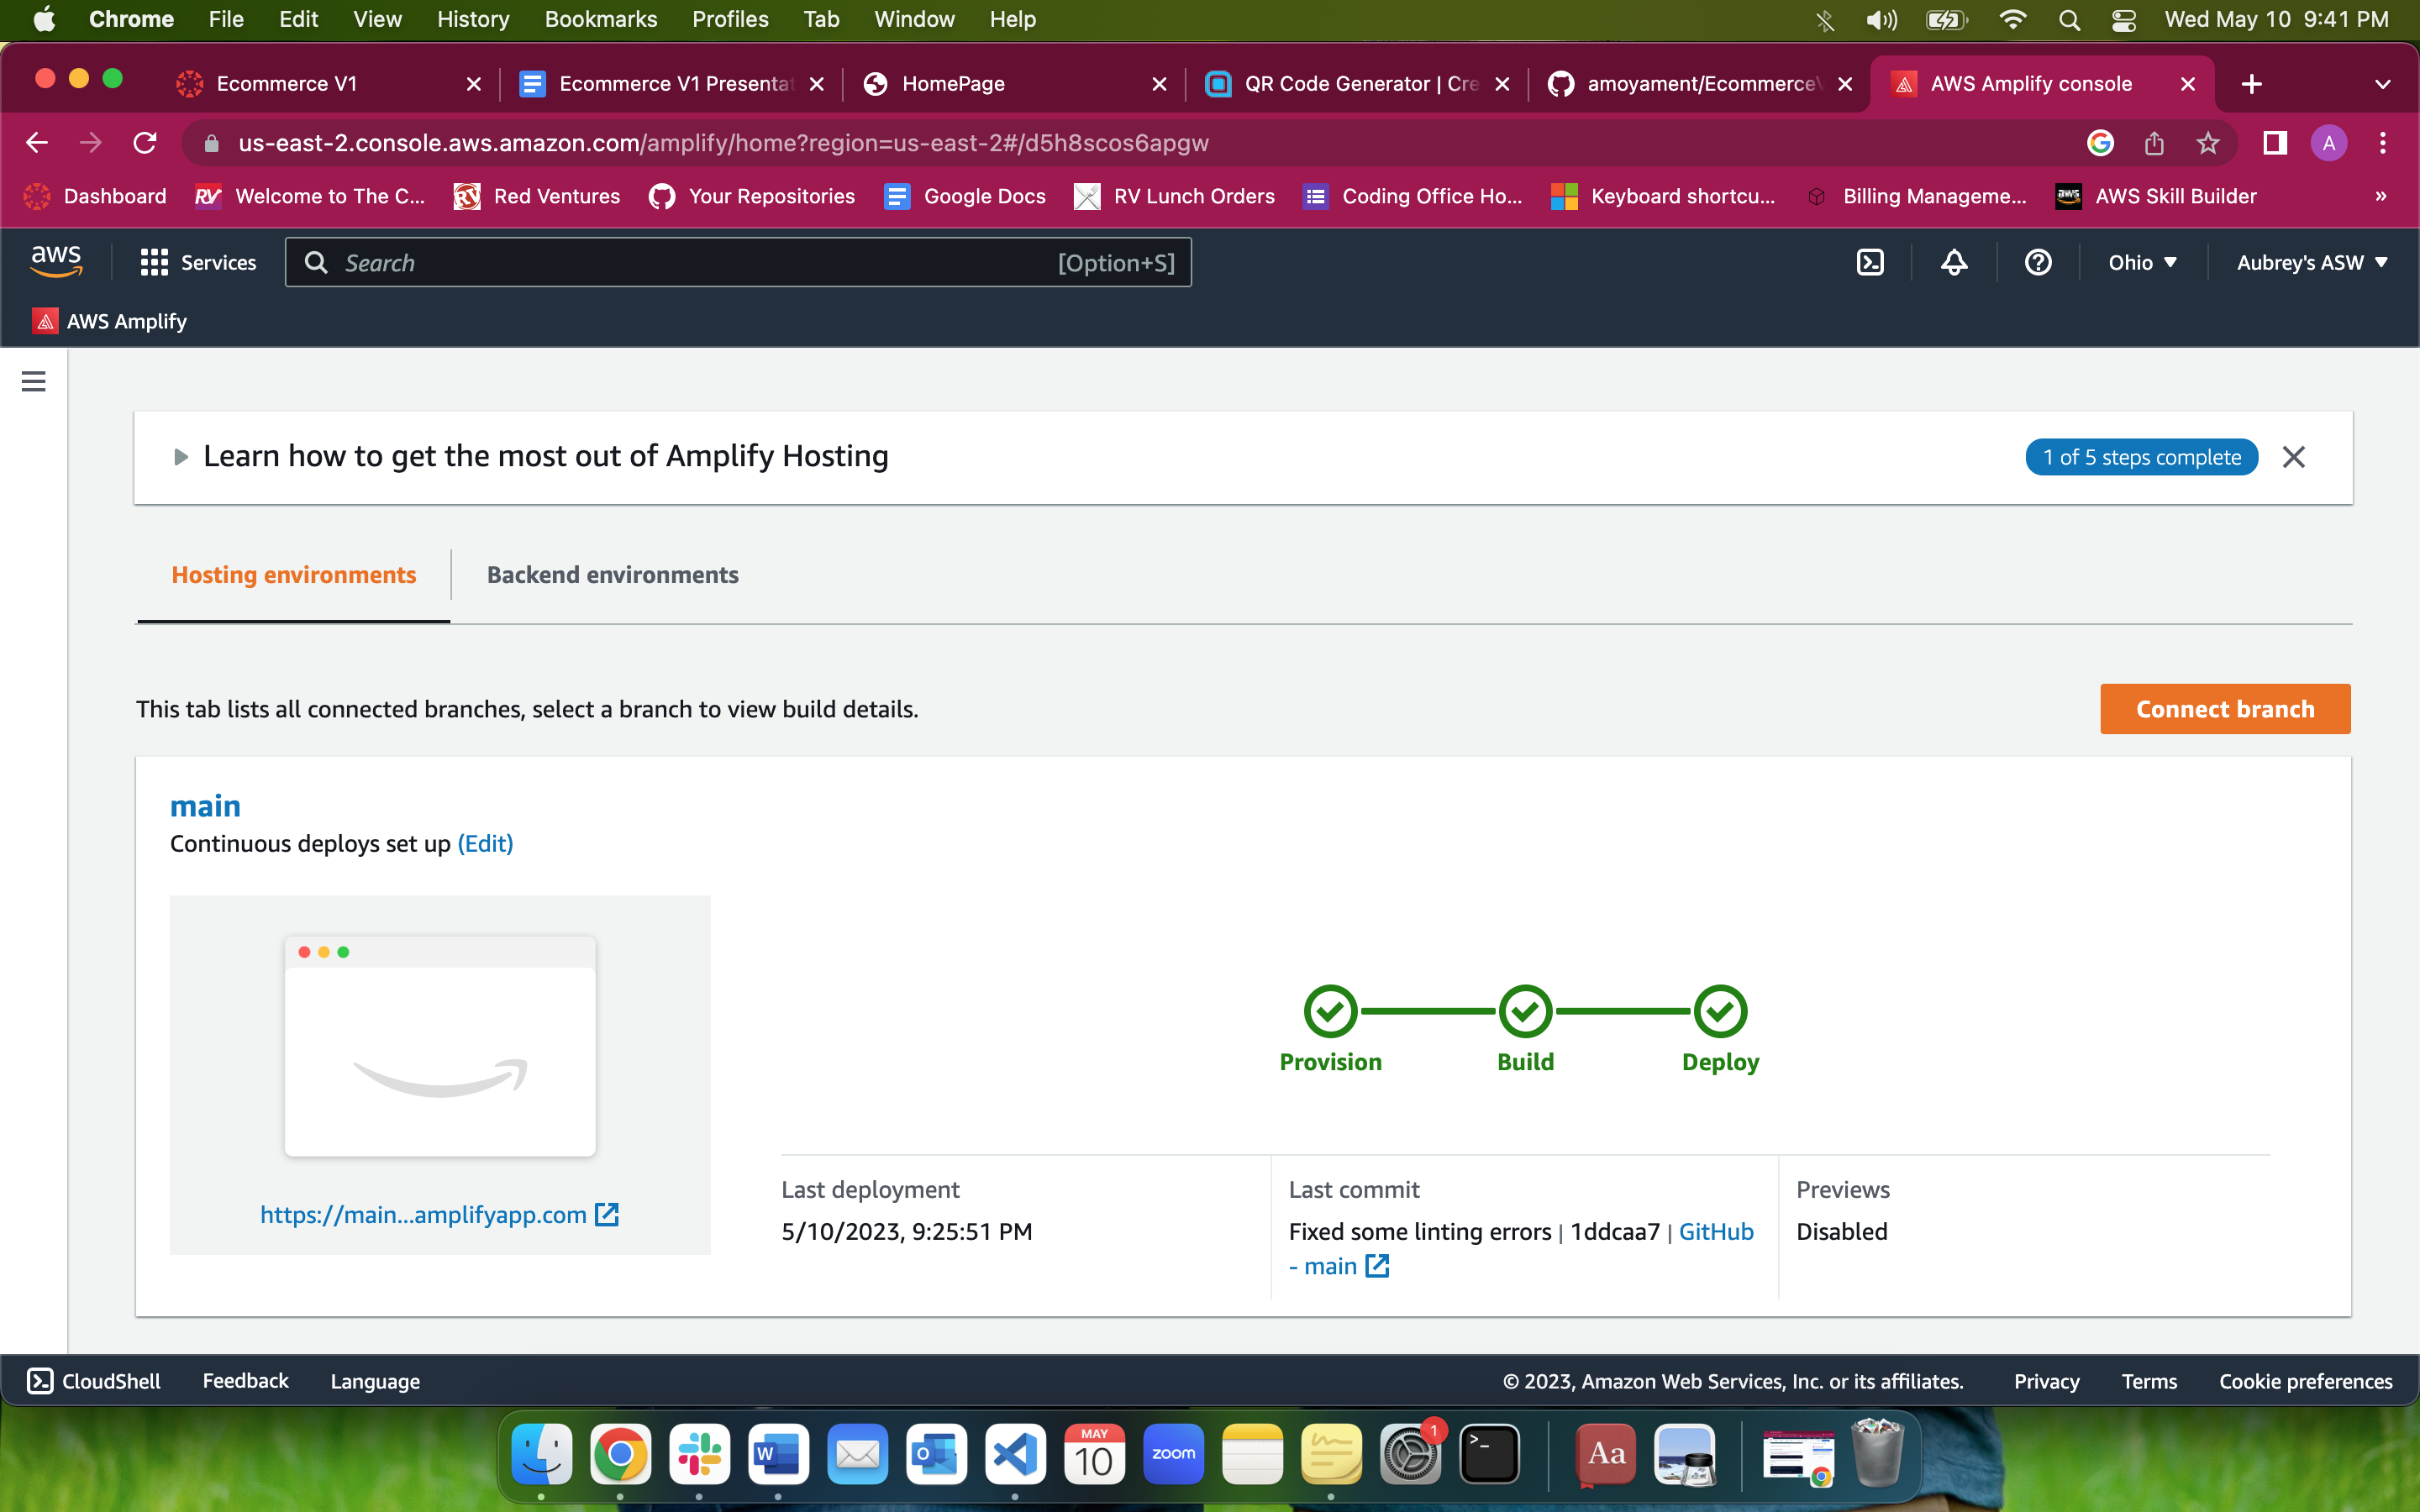 Chrome File Edit View History Bookmarks Profiles Tab Window Help Wed May 10 9:41 PM
Ecommerce V1 Ecommerce V1 Presentat HomePage QR Code Generator | Cre amoyament/Ecommerce AWS Amplify console
us-east-2.console.aws.amazon.com/amplify/home?region=us-east-2#/d5h8scos6apgw A
Dashboard RV Welcome to The C... RV Red Ventures Your Repositories Google Docs RV Lunch Orders Coding Office Ho... Keyboard shortcu... Billing Manageme... aws AWS Skill Builder »
aws Services Search [Option+S] Ohio Aubrey's ASW
AWS Amplify
Learn how to get the most out of Amplify Hosting 1 of 5 steps complete
Hosting environments Backend environments
This tab lists all connected branches, select a branch to view build details. Connect branch
main
Continuous deploys set up (Edit)
Provision Build Deploy
https://main...amplifyapp.com
Last deployment
5/10/2023, 9:25:51 PM
Last commit
Fixed some linting errors | 1ddcaa7 | GitHub
- main
Previews
Disabled
CloudShell Feedback Language © 2023, Amazon Web Services, Inc. or its affiliates. Privacy Terms Cookie preferences
W O MAY 10 zoom 1 >_ Aa